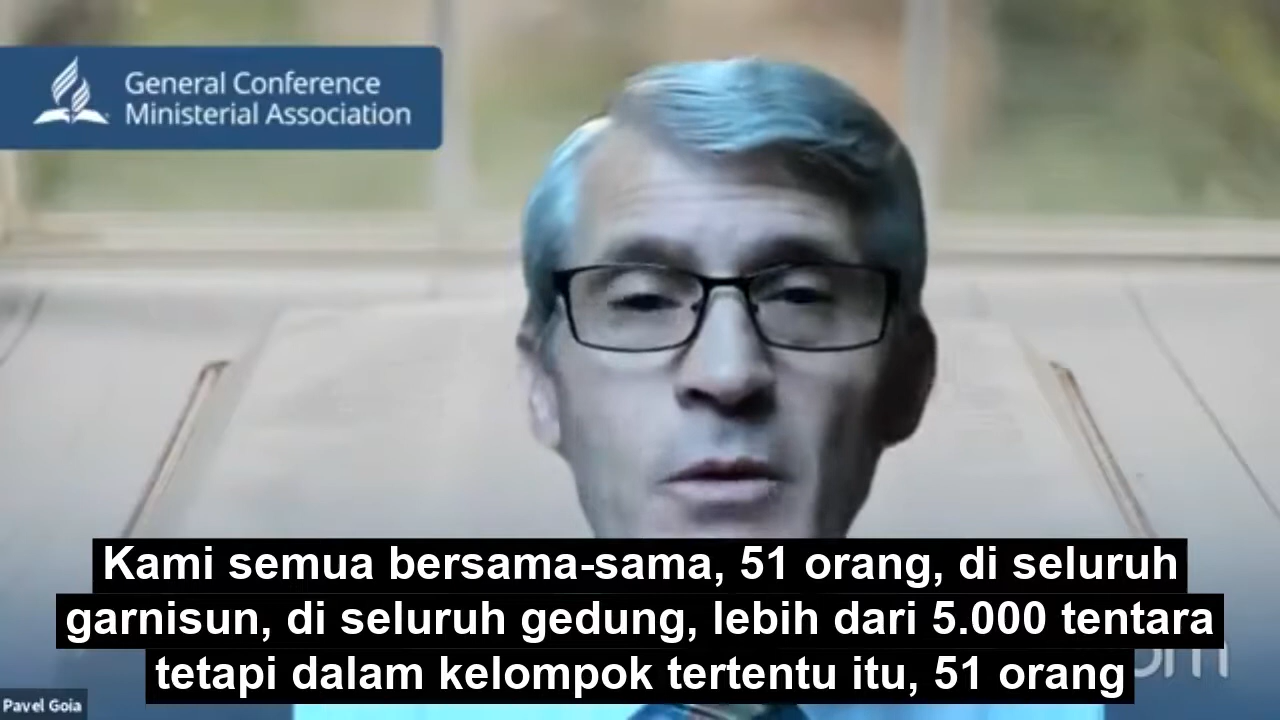 General Conference
Ministerial Association
Kami semua bersama-sama, 51 orang, di seluruh
garnisun, di seluruh gedung, lebih dari 5.000 tentara
tetapi dalam kelompok tertentu itu, 51 orang
Pavel Goia